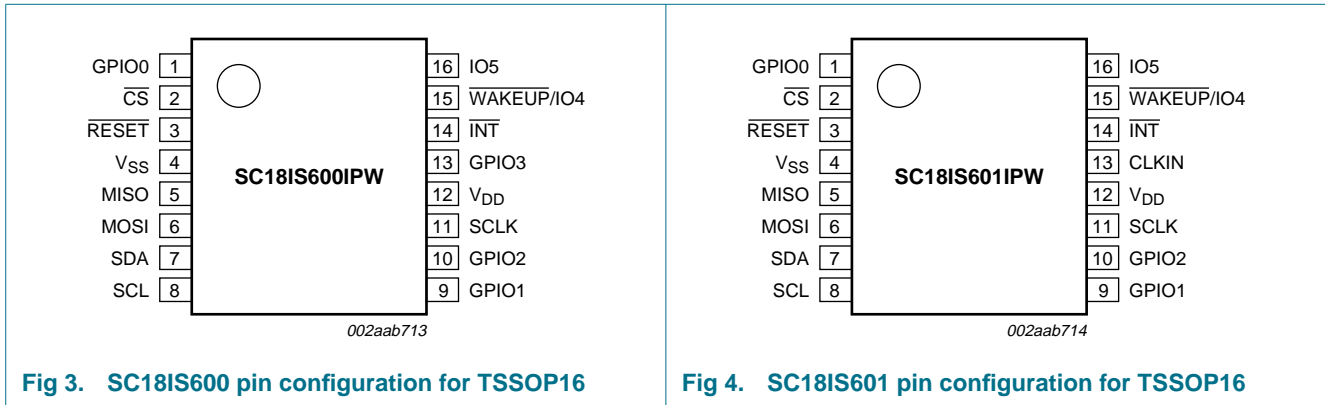 GPIO0 1
CS 2
RESET 3
VSS 4
MISO 5
MOSI 6
SDA 7
SCL 8
SC18IS600IPW
16 IO5
15 WAKEUP/IO4
14 INT
13 GPIO3
12 VDD
11 SCLK
10 GPIO2
9 GPIO1
002aab713
Fig 3. SC18IS600 pin configuration for TSSOP16
GPIO0 1
CS 2
RESET 3
VSS 4
MISO 5
MOSI 6
SDA 7
SCL 8
SC18IS601IPW
16 IO5
15 WAKEUP/IO4
14 INT
13 CLKIN
12 VDD
11 SCLK
10 GPIO2
9 GPIO1
002aab714
Fig 4. SC18IS601 pin configuration for TSSOP16